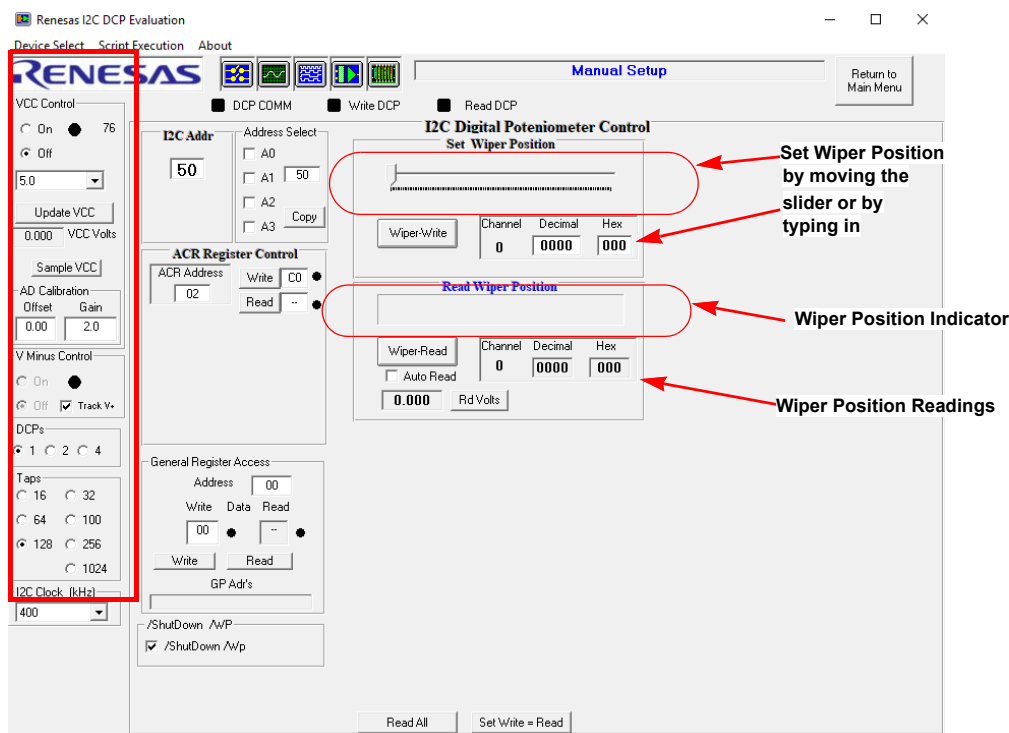 Renesas I2C DCP Evaluation
Device Select Script Execution About
RENESAS
Manual Setup
Return to
Main Menu
DCP COMM Write DCP Read DCP
VCC Control
On 76
Off
5.0
Update VCC
0.000 VCC Volts
Sample VCC
AD Calibration
Offset Gain
0.00 2.0
V Minus Control
On
Off Track V+
DCPs
1 2 4
Taps
16 32
64 100
128 256
1024
I2C Clock (kHz)
400
I2C Addr
50
Address Select
A0
A1 50
A2
A3 Copy
ACR Register Control
ACR Address
02
Write C0
Read --
General Register Access
Address 00
Write Data Read
00 --
Write Read
GP Adr's
/ShutDown /WP
/ShutDown /Wp
I2C Digital Poteniometer Control
Set Wiper Position
Wiper-Write
Channel Decimal Hex
0 0000 000
Read Wiper Position
Wiper-Read
Auto Read
Channel Decimal Hex
0 0000 000
0.000 Rd Volts
Read All Set Write = Read
Set Wiper Position
by moving the
slider or by
typing in
Wiper Position Indicator
Wiper Position Readings